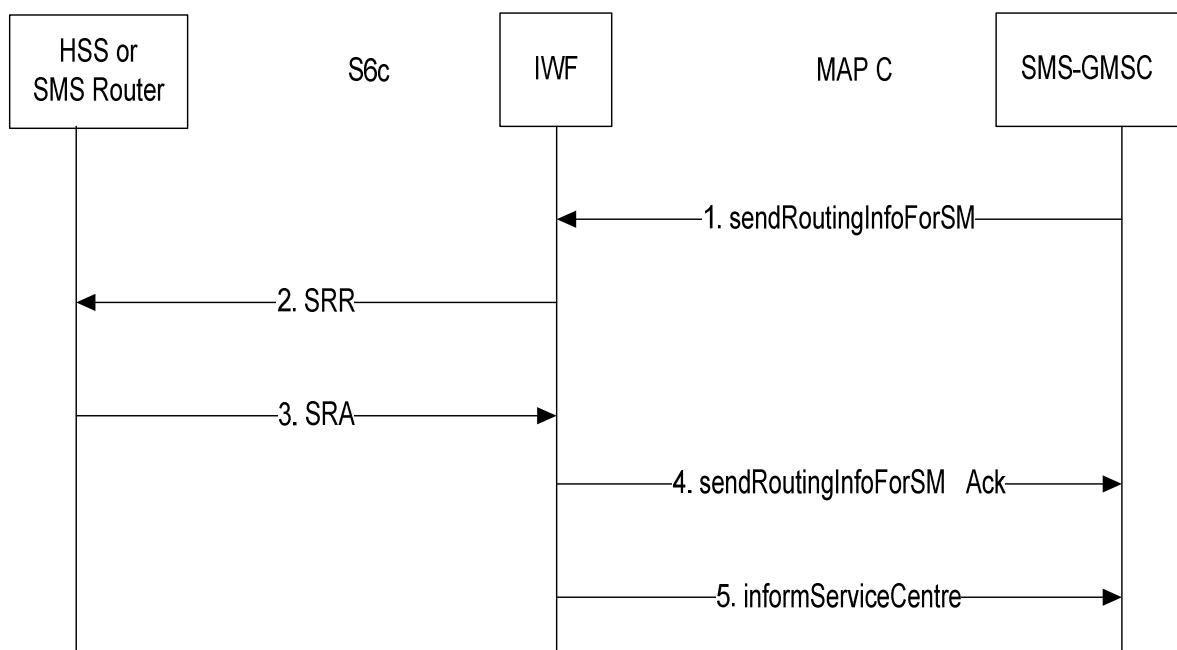 HSS or
SMS Router
S6c
IWF
MAP C
SMS-GMSC
1. sendRoutingInfoForSM
2. SRR
3. SRA
4. sendRoutingInfoForSM Ack
5. informServiceCentre